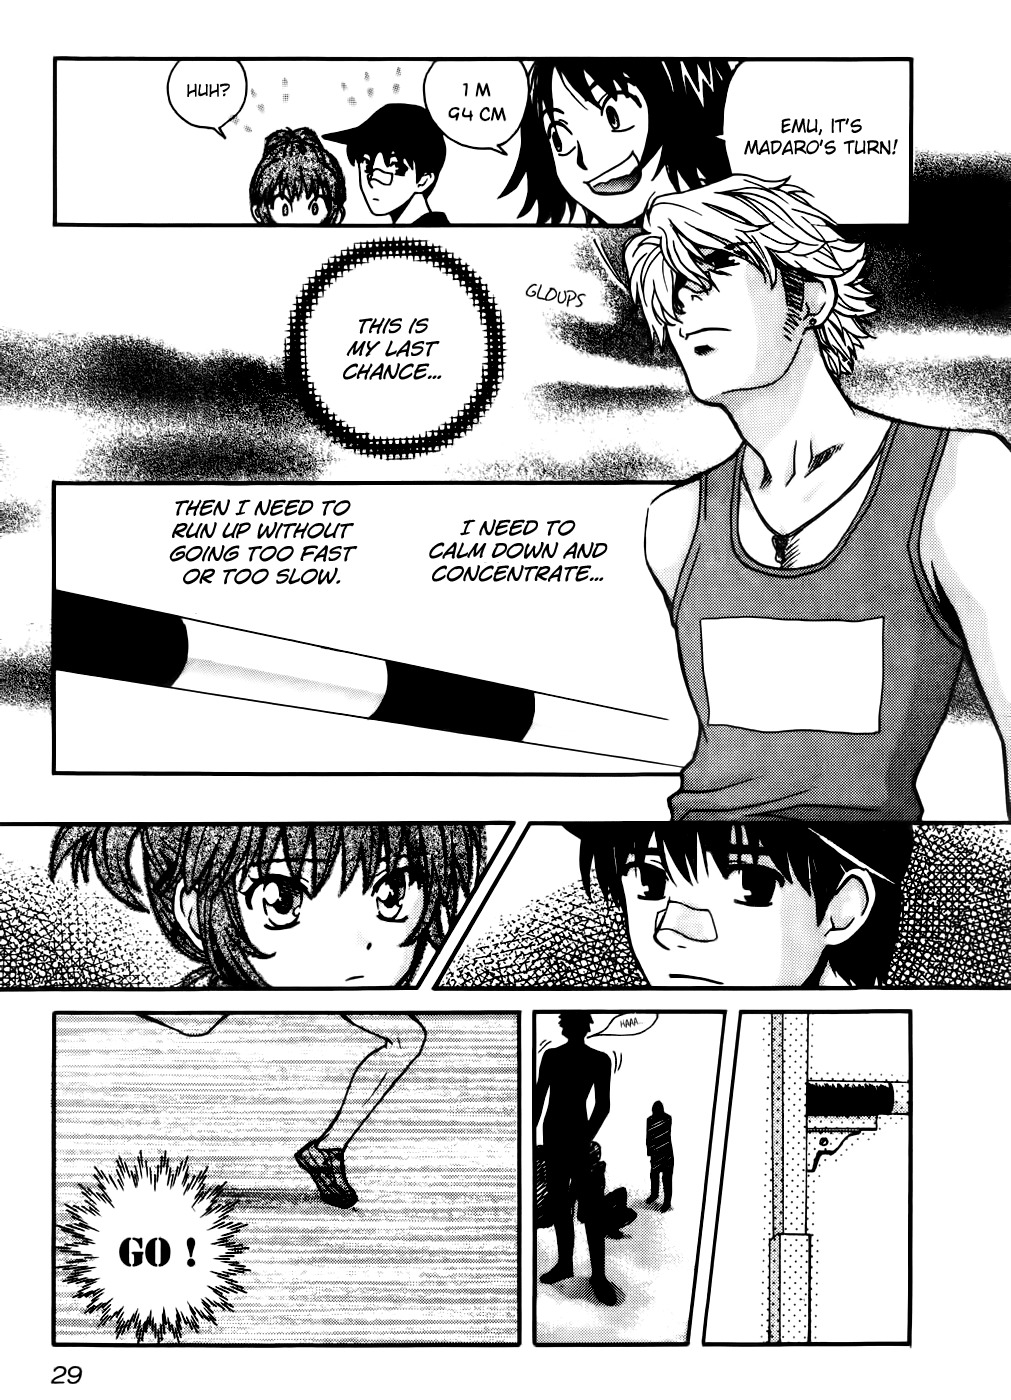 EMU, IT'S
MADARO'S TURN!
1 M
94 CM
HUH?
GLOUPS
THIS IS
MY LAST
CHANCE...
I NEED TO
CALM DOWN AND
CONCENTRATE...
THEN I NEED TO
RUN UP WITHOUT
GOING TOO FAST
OR TOO SLOW.
HAAA...
GO !
29